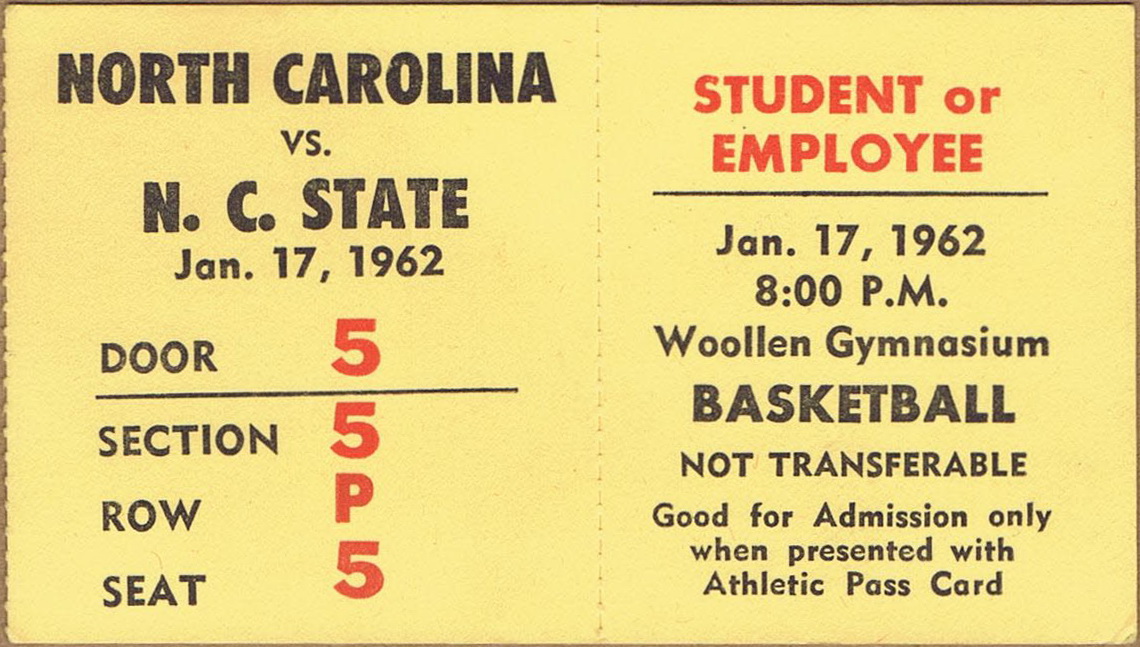 NORTH CAROLINA
VS.
N. C. STATE
Jan. 17, 1962
DOOR 5
SECTION 5
ROW P
SEAT 5
STUDENT or
EMPLOYEE
Jan. 17, 1962
8:00 P.M.
Woollen Gymnasium
BASKETBALL
NOT TRANSFERABLE
Good for Admission only
when presented with
Athletic Pass Card